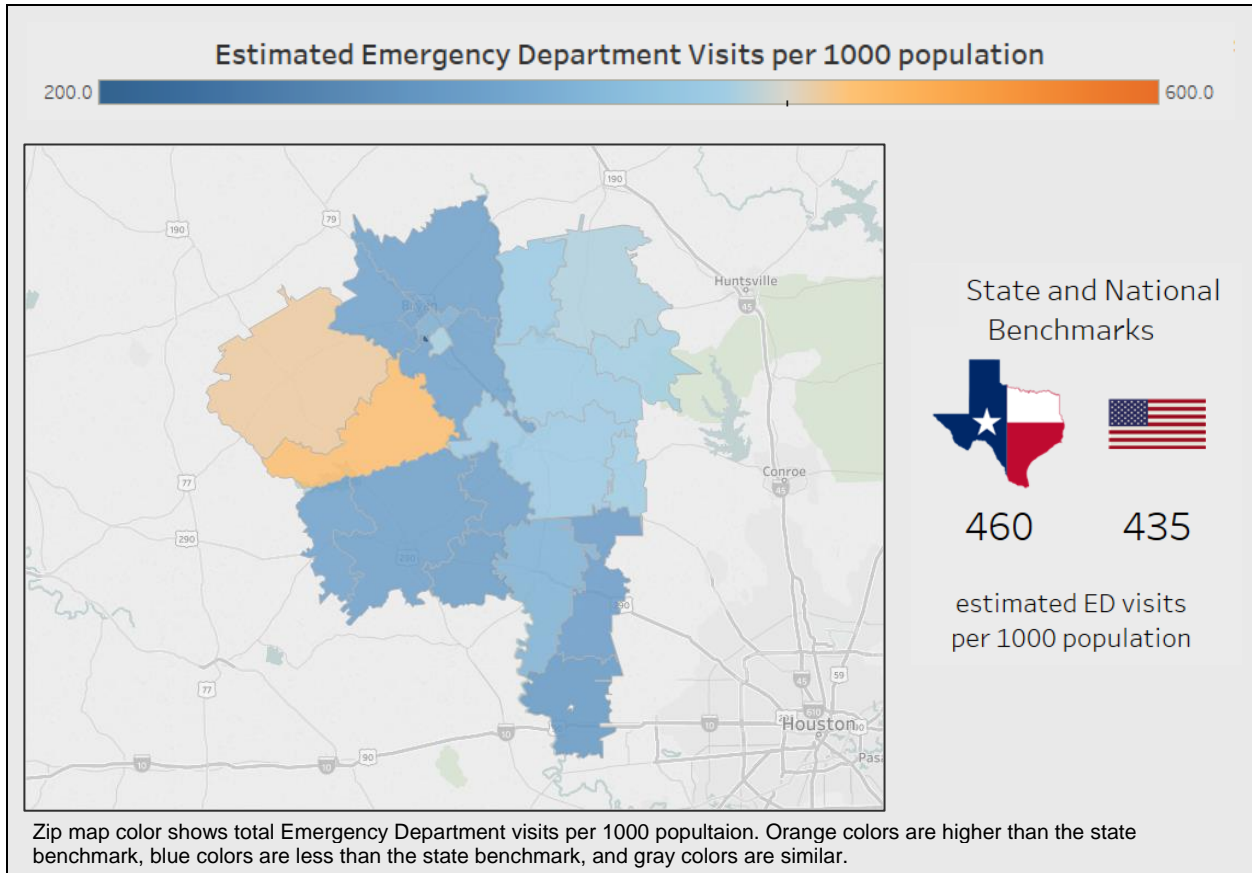 Estimated Emergency Department Visits per 1000 population
200.0
600.0
190
79
190
Huntsville
45
Bryan
77
290
290
Conroe
45
90
77
45
59
610
10
Houston
90
10
10
90
10
Pasa
State and National
Benchmarks
460
435
estimated ED visits
per 1000 population
Zip map color shows total Emergency Department visits per 1000 popultaion. Orange colors are higher than the state
benchmark, blue colors are less than the state benchmark, and gray colors are similar.